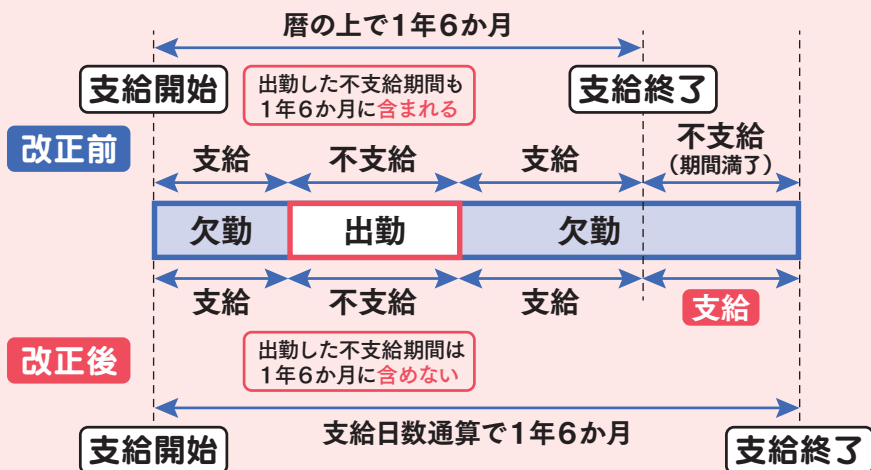 暦の上で1年6か月
支給開始
出勤した不支給期間も
1年6か月に含まれる
支給終了
改正前
支給
不支給
支給
不支給
(期間満了)
欠勤
出勤
欠勤
支給
不支給
支給
支給
改正後
出勤した不支給期間は
1年6か月に含めない
支給開始
支給日数通算で1年6か月
支給終了